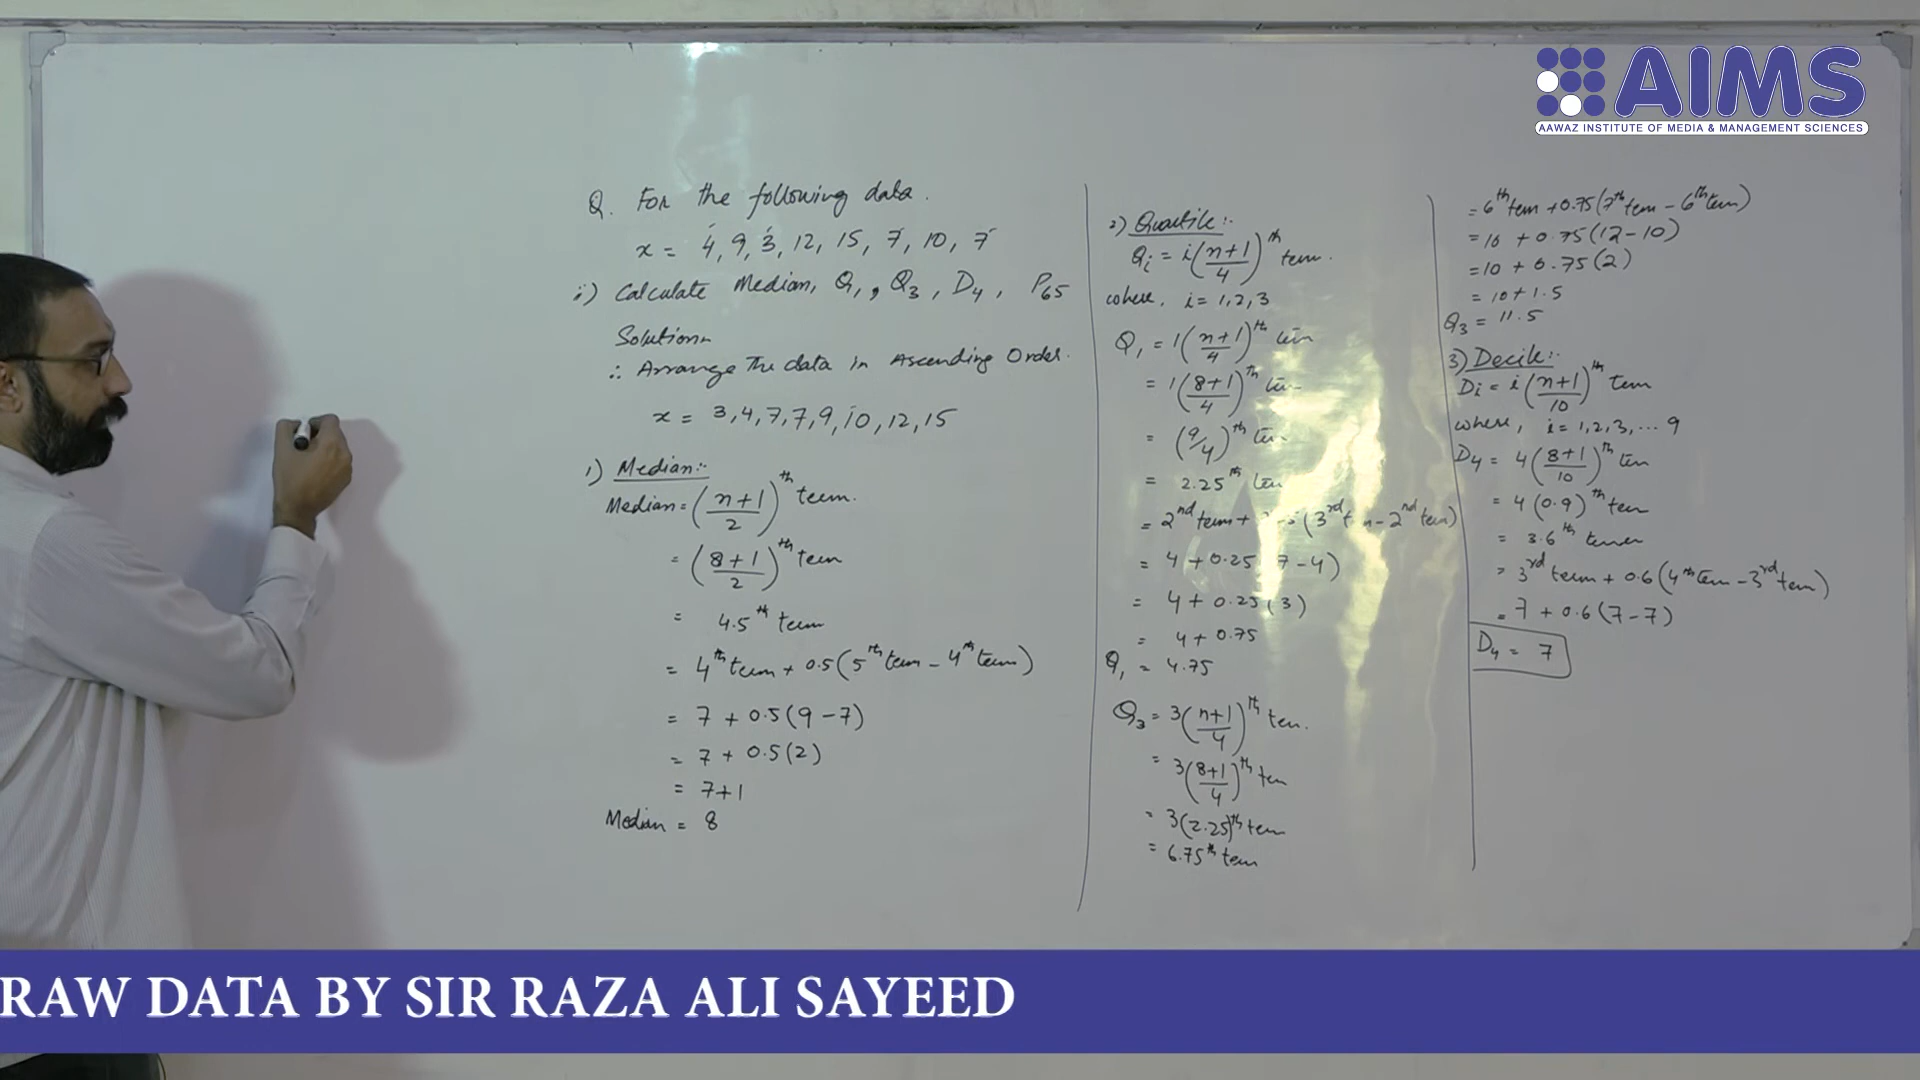 AIMS
AAWAZ INSTITUTE OF MEDIA & MANAGEMENT SCIENCES
Q. For the following data.
x = 4, 9, 3, 12, 15, 7, 10, 7
i) Calculate Median, Q1, Q3, D4, P65
Solution
∴ Arrange the data in Ascending Order.
x = 3, 4, 7, 7, 9, 10, 12, 15
1) Median:-
Median = (n+1/2)th term.
= (8+1/2)th term
= 4.5th term
= 4th term + 0.5(5th term - 4th term)
= 7 + 0.5(9-7)
= 7 + 0.5(2)
= 7+1
Median = 8
2) Quartile:-
Qi = i(n+1/4)th term.
where, i = 1,2,3
Q1 = 1(n+1/4)th term
= 1(8+1/4)th term
= (9/4)th term
= 2.25th term
= 2nd term + (3rd - 2nd term)
= 4 + 0.25 7-4)
= 4 + 0.25(3)
= 4 + 0.75
Q1 = 4.75
Q3 = 3(n+1/4)th term.
= 3(8+1/4)th term
= 3(2.25)th term
= 6.75th term
= 6th term + 0.75(7th term - 6th term)
= 10 + 0.75(12-10)
= 10 + 0.75(2)
= 10+1.5
Q3 = 11.5
3) Decile:-
Di = i(n+1/10)th term
where, i = 1,2,3,...9
D4 = 4(8+1/10)th term
= 4(0.9)th term
= 3.6th term
= 3rd term + 0.6(4th term - 3rd term)
= 7 + 0.6(7-7)
D4 = 7
RAW DATA BY SIR RAZA ALI SAYEED